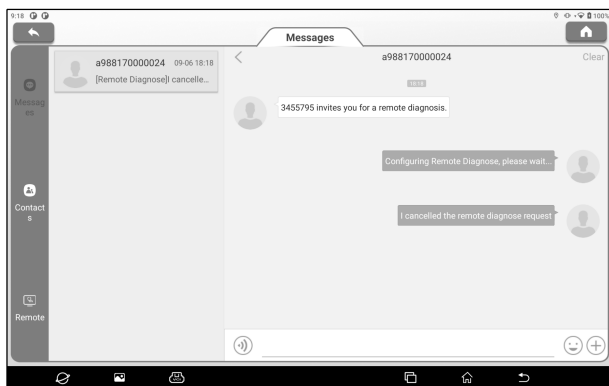 9:18
100%
Messages
a988170000024 09-06 18:18
[Remote Diagnose]I cancelle...
a988170000024
Clear
18:18
3455795 invites you for a remote diagnosis.
Configuring Remote Diagnose, please wait...
I cancelled the remote diagnose request
Messag
es
Contact
s
Remote